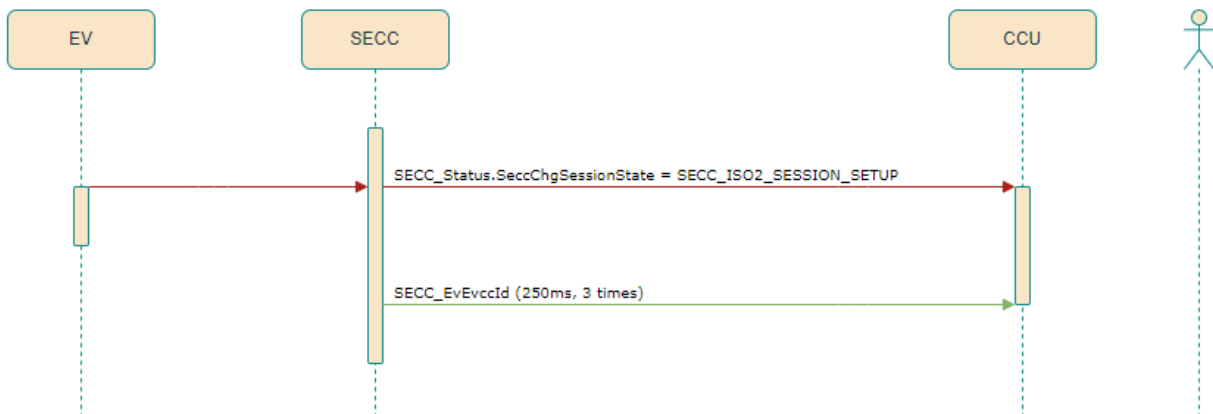 EV
SECC
CCU
SECC_Status.SeccChgSessionState = SECC_ISO2_SESSION_SETUP
SECC_EvEvccId (250ms, 3 times)